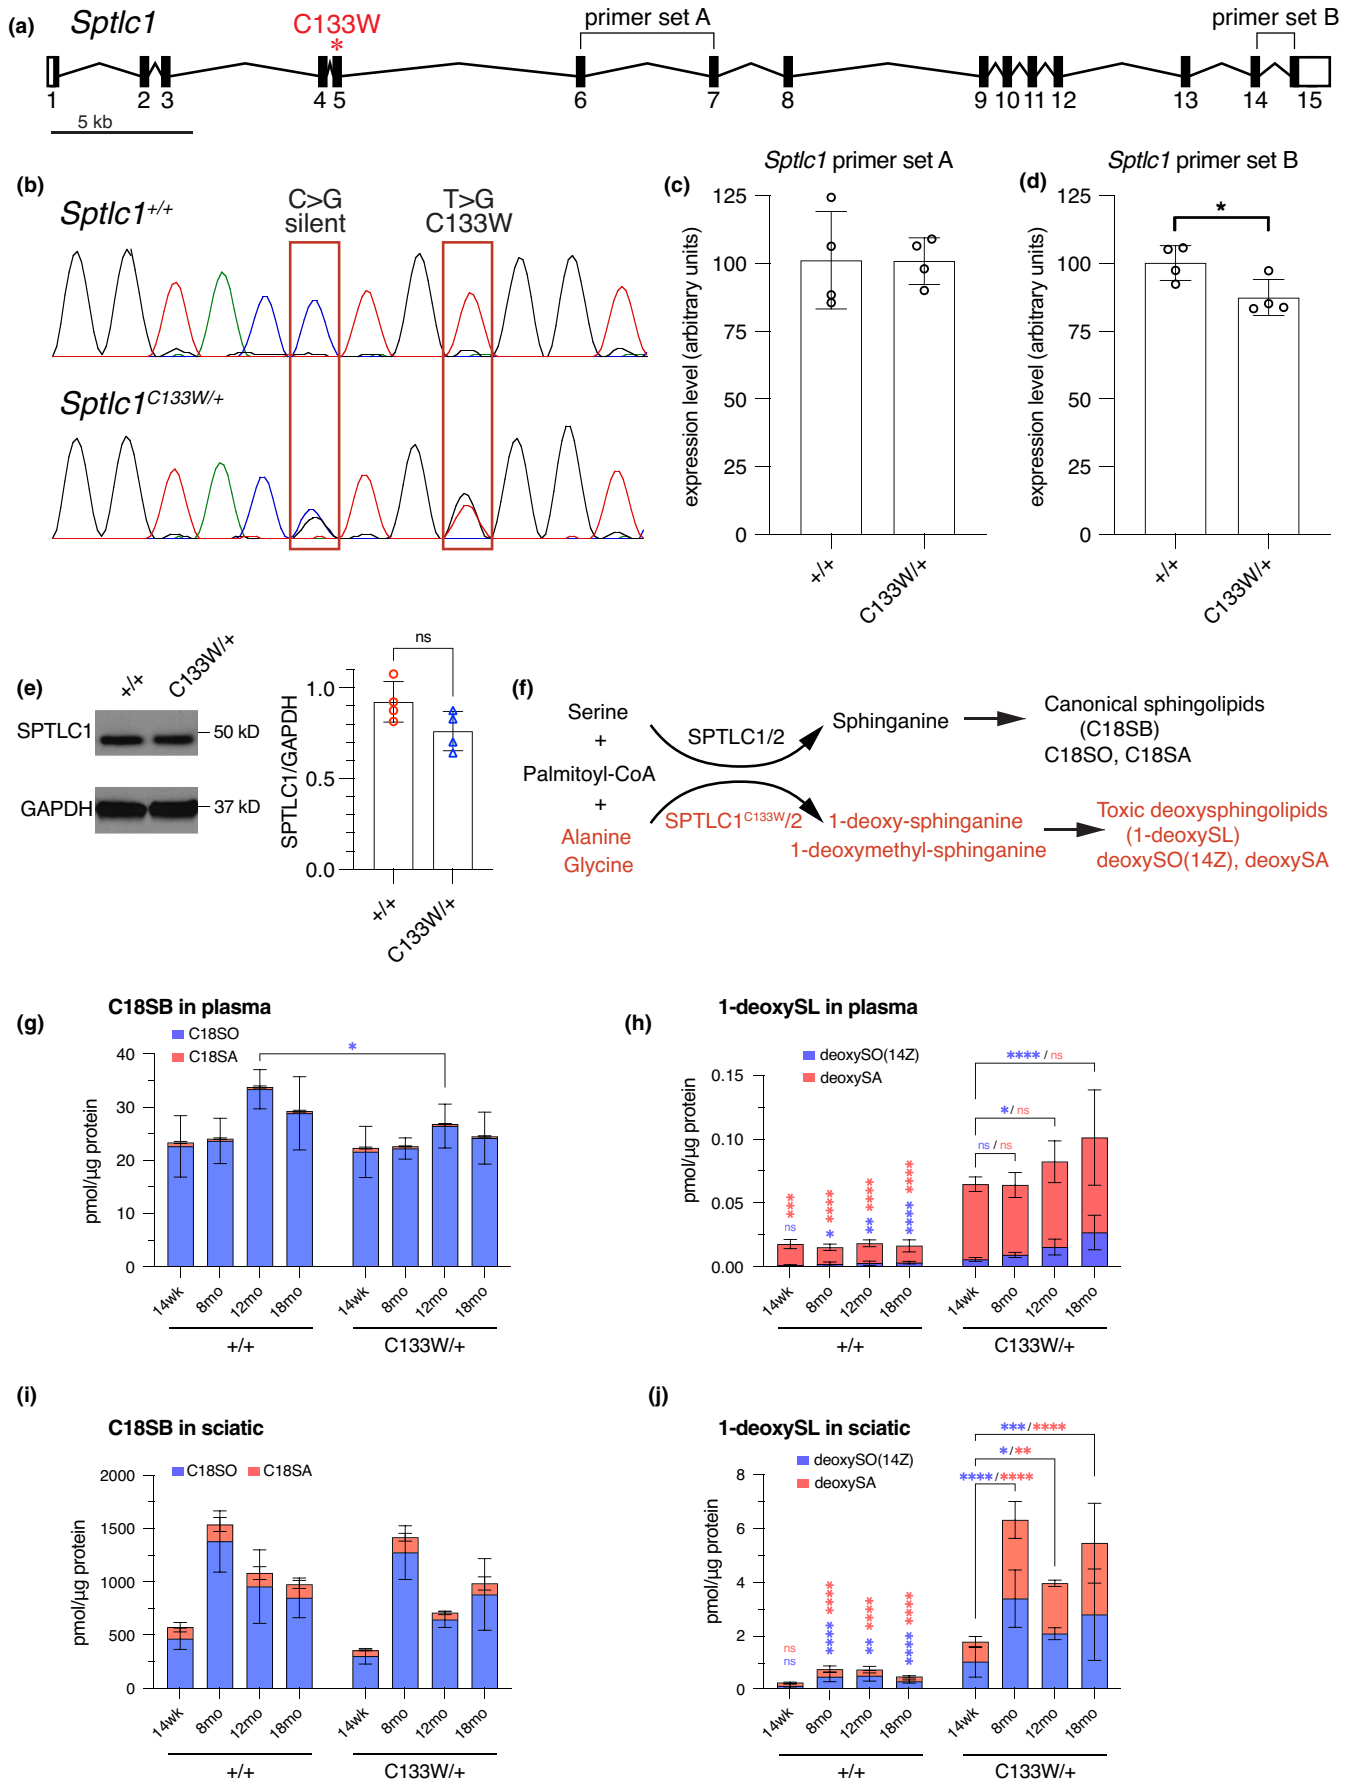 (a)
Sptlc1
C133W
*
primer set A
primer set B
1 2 3 4 5 6 7 8 9 10 11 12 13 14 15
5 kb
(b)
Sptlc1+/+
C>G
silent
T>G
C133W
Sptlc1C133W/+
(c)
Sptlc1 primer set A
expression level (arbitrary units)
125
100
75
50
25
0
+/+
C133W/+
(d)
Sptlc1 primer set B
expression level (arbitrary units)
125
100
75
50
25
0
*
+/+
C133W/+
(e)
+/+
C133W/+
SPTLC1
50 kD
GAPDH
37 kD
SPTLC1/GAPDH
1.0
0.5
0.0
ns
+/+
C133W/+
(f)
Serine
+
Palmitoyl-CoA
+
Alanine
Glycine
SPTLC1/2
SPTLC1C133W/2
Sphinganine
1-deoxy-sphinganine
1-deoxymethyl-sphinganine
Canonical sphingolipids
(C18SB)
C18SO, C18SA
Toxic deoxysphingolipids
(1-deoxySL)
deoxySO(14Z), deoxySA
(g)
C18SB in plasma
C18SO
C18SA
pmol/µg protein
40
30
20
10
0
*
14wk 8mo 12mo 18mo 14wk 8mo 12mo 18mo
+/+ C133W/+
(h)
1-deoxySL in plasma
deoxySO(14Z)
deoxySA
pmol/µg protein
0.15
0.10
0.05
0.00
**** / ns
* / ns
ns / ns
*** **** **** ****
ns * ** ****
14wk 8mo 12mo 18mo 14wk 8mo 12mo 18mo
+/+ C133W/+
(i)
C18SB in sciatic
C18SO C18SA
pmol/µg protein
2000
1500
1000
500
0
14wk 8mo 12mo 18mo 14wk 8mo 12mo 18mo
+/+ C133W/+
(j)
1-deoxySL in sciatic
deoxySO(14Z)
deoxySA
pmol/µg protein
8
6
4
2
0
*** / ****
* / **
**** / ****
ns **** **** ****
ns **** ** ****
14wk 8mo 12mo 18mo 14wk 8mo 12mo 18mo
+/+ C133W/+